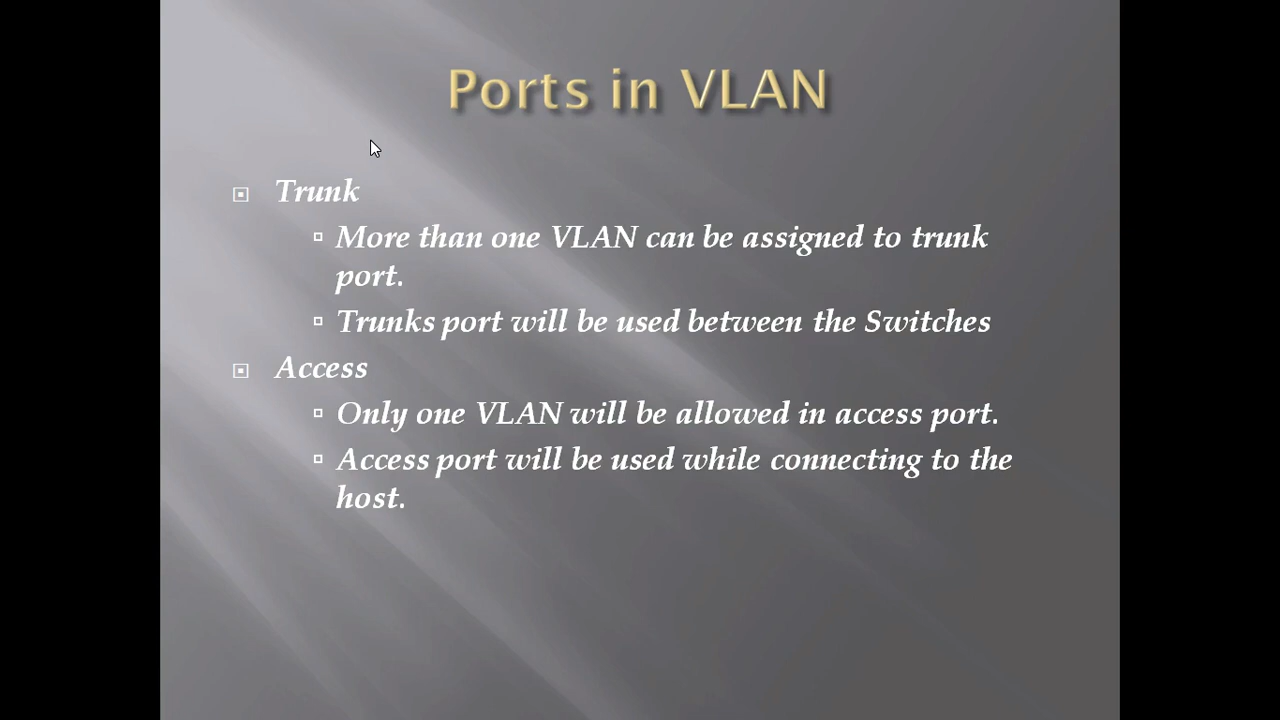 Ports in VLAN
Trunk
More than one VLAN can be assigned to trunk
port.
Trunks port will be used between the Switches
Access
Only one VLAN will be allowed in access port.
Access port will be used while connecting to the
host.